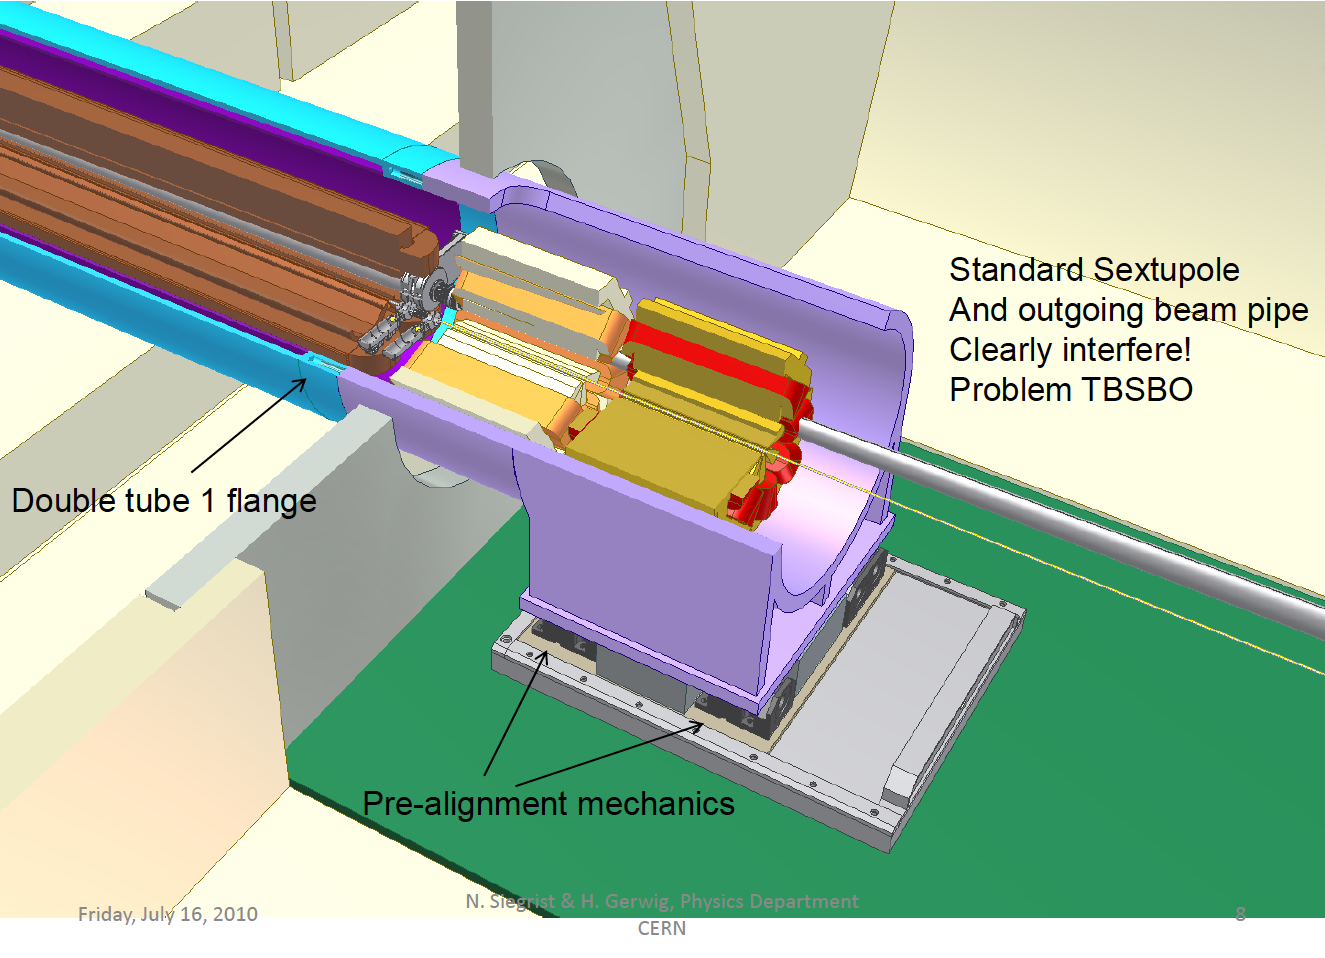 Standard Sextupole
And outgoing beam pipe
Clearly interfere!
Problem TBSBO
Double tube 1 flange
Pre-alignment mechanics
Friday, July 16, 2010
N. Siegrist & H. Gerwig, Physics Department
CERN
8